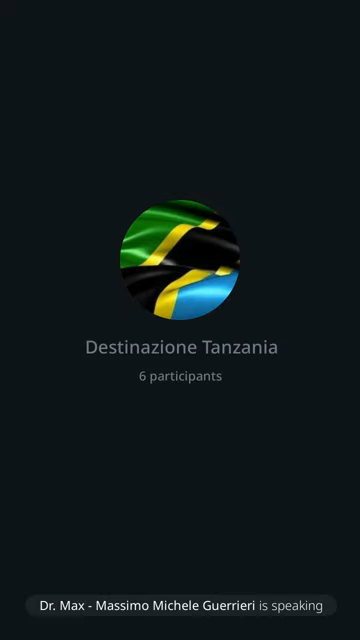 Destinazione Tanzania
6 participants
Dr. Max - Massimo Michele Guerrieri is speaking